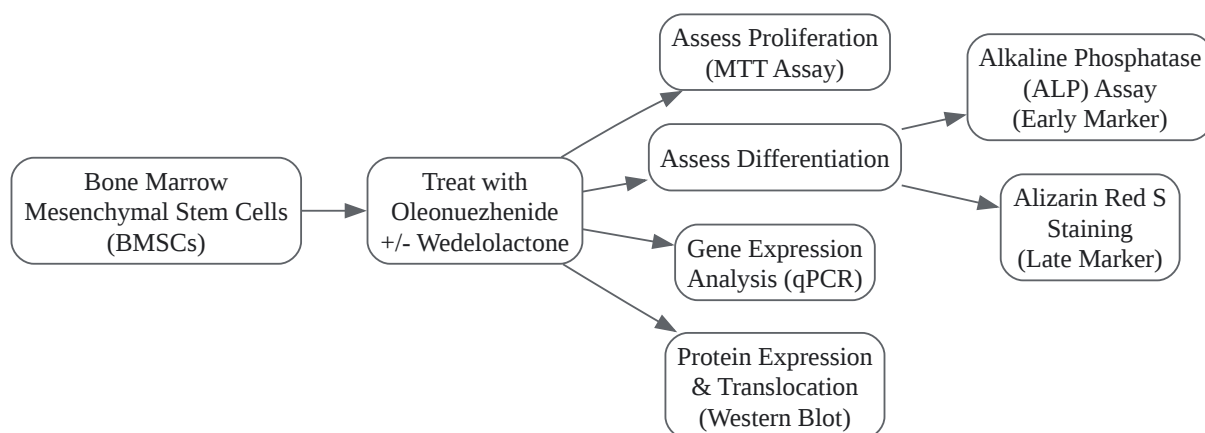 Bone Marrow
Mesenchymal Stem Cells
(BMSCs)
Treat with
Oleonuezhenide
+/- Wedelolactone
Assess Proliferation
(MTT Assay)
Assess Differentiation
Gene Expression
Analysis (qPCR)
Protein Expression
& Translocation
(Western Blot)
Alkaline Phosphatase
(ALP) Assay
(Early Marker)
Alizarin Red S
Staining
(Late Marker)